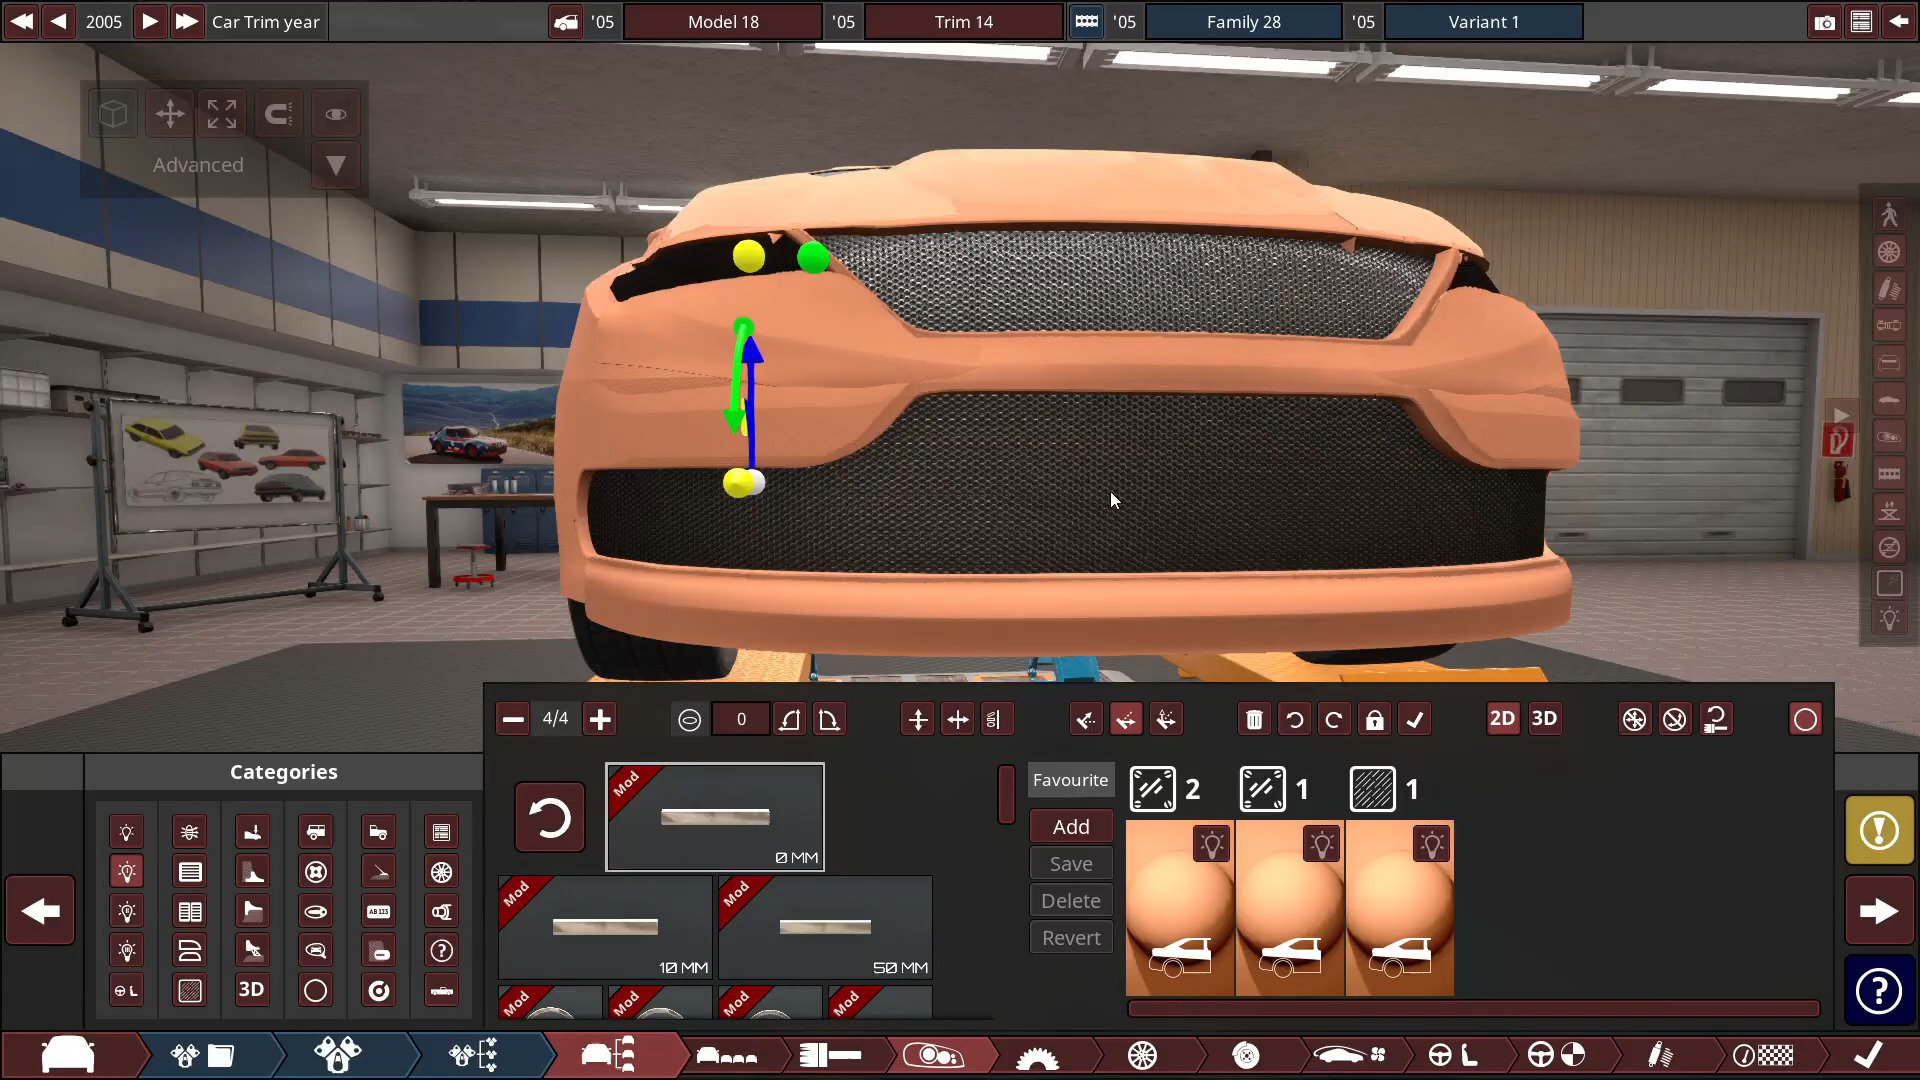 2005 Car Trim year '05 Model 18 '05 Trim 14 '05 Family 28 '05 Variant 1
Advanced
4/4 0 2D 3D
Categories
Mod
0 MM
Mod
10 MM
Mod
50 MM
Mod Mod Mod Mod
Favourite
Add
Save
Delete
Revert
2 1 1
AB 123
3D
L